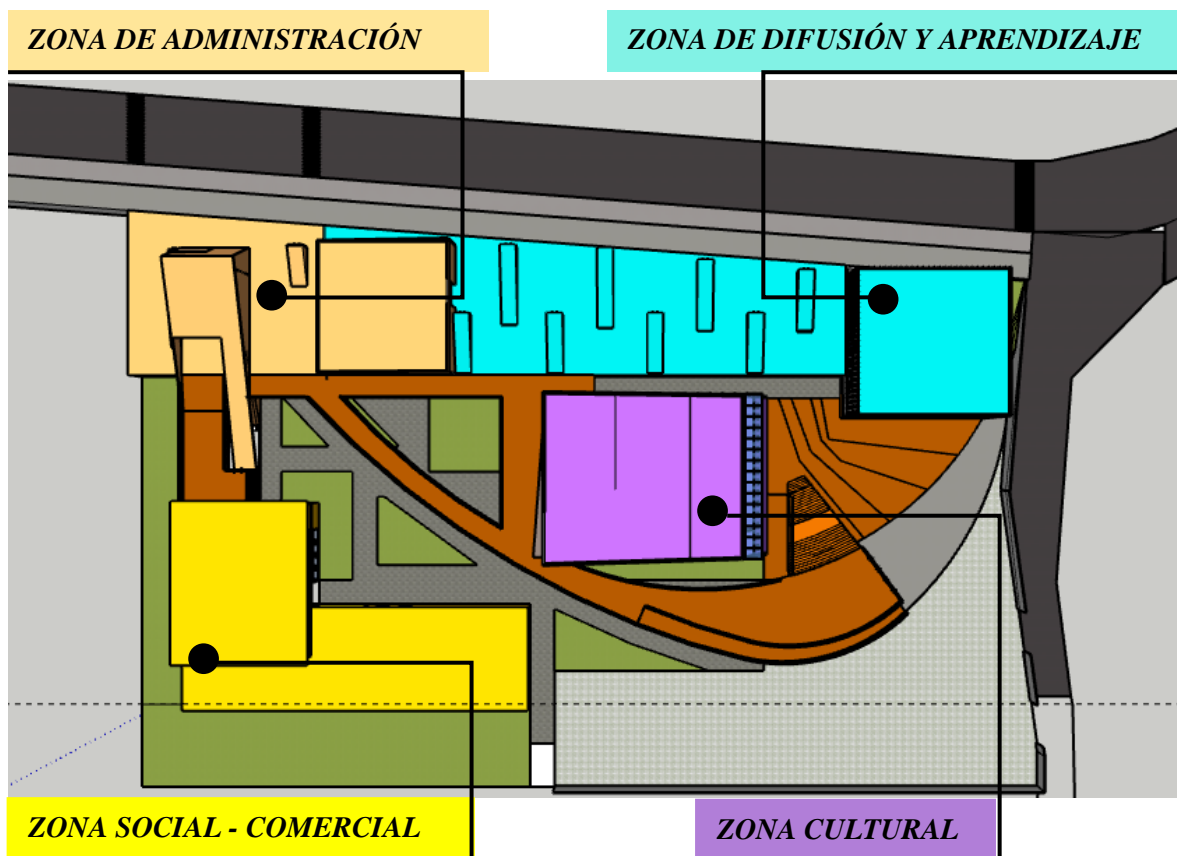 ZONA DE ADMINISTRACIÓN
ZONA DE DIFUSIÓN Y APRENDIZAJE
ZONA SOCIAL - COMERCIAL
ZONA CULTURAL